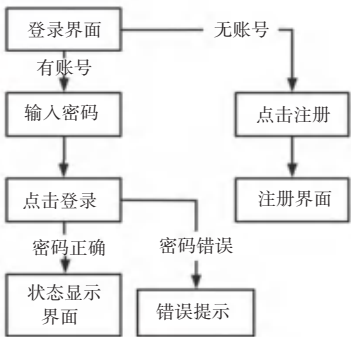 登录界面
无账号
有账号
输入密码
点击注册
点击登录
注册界面
密码正确
密码错误
状态显示
界面
错误提示